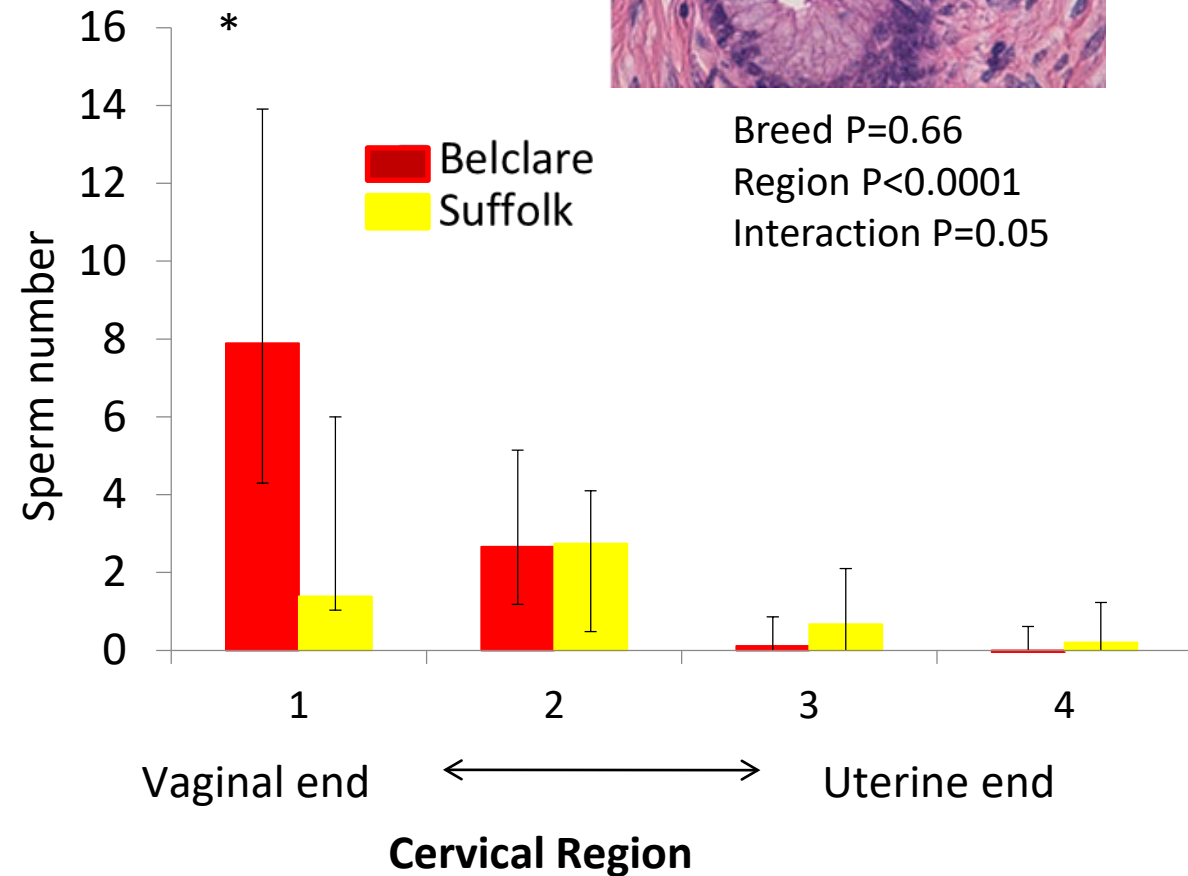 16
*
14
12
10
8
6
4
2
0
Sperm number
Belclare
Suffolk
Breed P=0.66
Region P<0.0001
Interaction P=0.05
1 2 3 4
Vaginal end Uterine end
Cervical Region